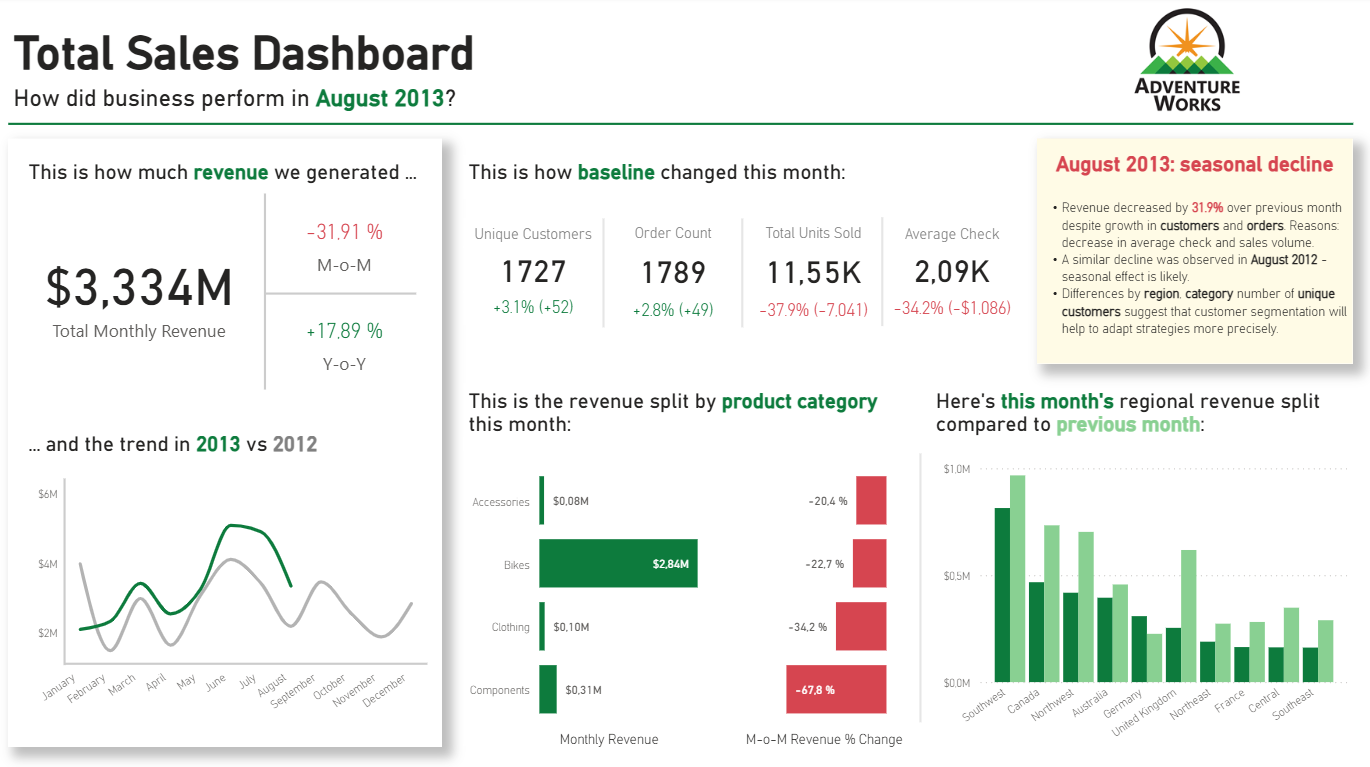 Total Sales Dashboard
How did business perform in August 2013?
ADVENTURE
WORKS
This is how much revenue we generated ...
$3,334M
Total Monthly Revenue
-31,91 %
M-o-M
+17,89 %
Y-o-Y
... and the trend in 2013 vs 2012
$6M
$4M
$2M
January
February
March
April
May
June
July
August
September
October
November
December
This is how baseline changed this month:
Unique Customers
1727
+3.1% (+52)
Order Count
1789
+2.8% (+49)
Total Units Sold
11,55K
-37.9% (-7,041)
Average Check
2,09K
-34.2% (-$1,086)
August 2013: seasonal decline
• Revenue decreased by 31.9% over previous month
despite growth in customers and orders. Reasons:
decrease in average check and sales volume.
• A similar decline was observed in August 2012 -
seasonal effect is likely.
• Differences by region, category number of unique
customers suggest that customer segmentation will
help to adapt strategies more precisely.
This is the revenue split by product category
this month:
Accessories
$0,08M
-20,4 %
Bikes
$2,84M
-22,7 %
Clothing
$0,10M
-34,2 %
Components
$0,31M
-67,8 %
Monthly Revenue
M-o-M Revenue % Change
Here's this month's regional revenue split
compared to previous month:
$1.0M
$0.5M
$0.0M
Southwest
Canada
Northwest
Australia
Germany
United Kingdom
Northeast
France
Central
Southeast